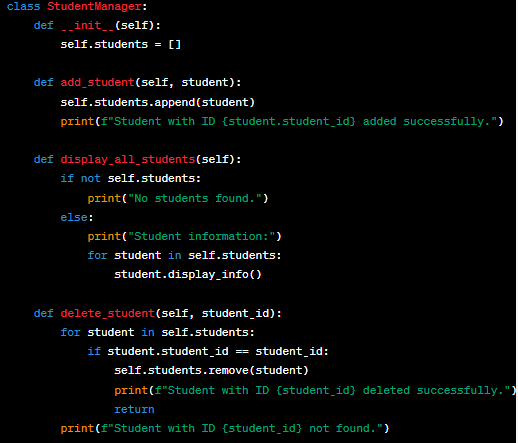 class StudentManager:
    def __init__(self):
        self.students = []

    def add_student(self, student):
        self.students.append(student)
        print(f"Student with ID {student.student_id} added successfully.")

    def display_all_students(self):
        if not self.students:
            print("No students found.")
        else:
            print("Student information:")
            for student in self.students:
                student.display_info()

    def delete_student(self, student_id):
        for student in self.students:
            if student.student_id == student_id:
                self.students.remove(student)
                print(f"Student with ID {student_id} deleted successfully.")
                return
        print(f"Student with ID {student_id} not found.")